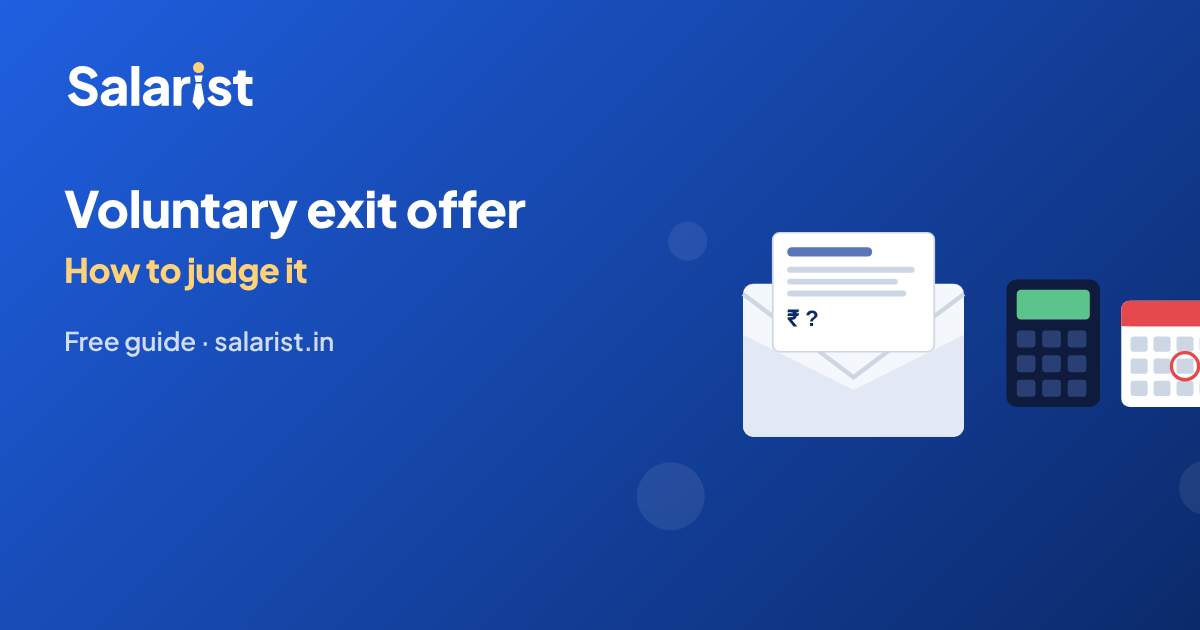 Salarist
Voluntary exit offer
How to judge it
Free guide · salarist.in
₹ ?